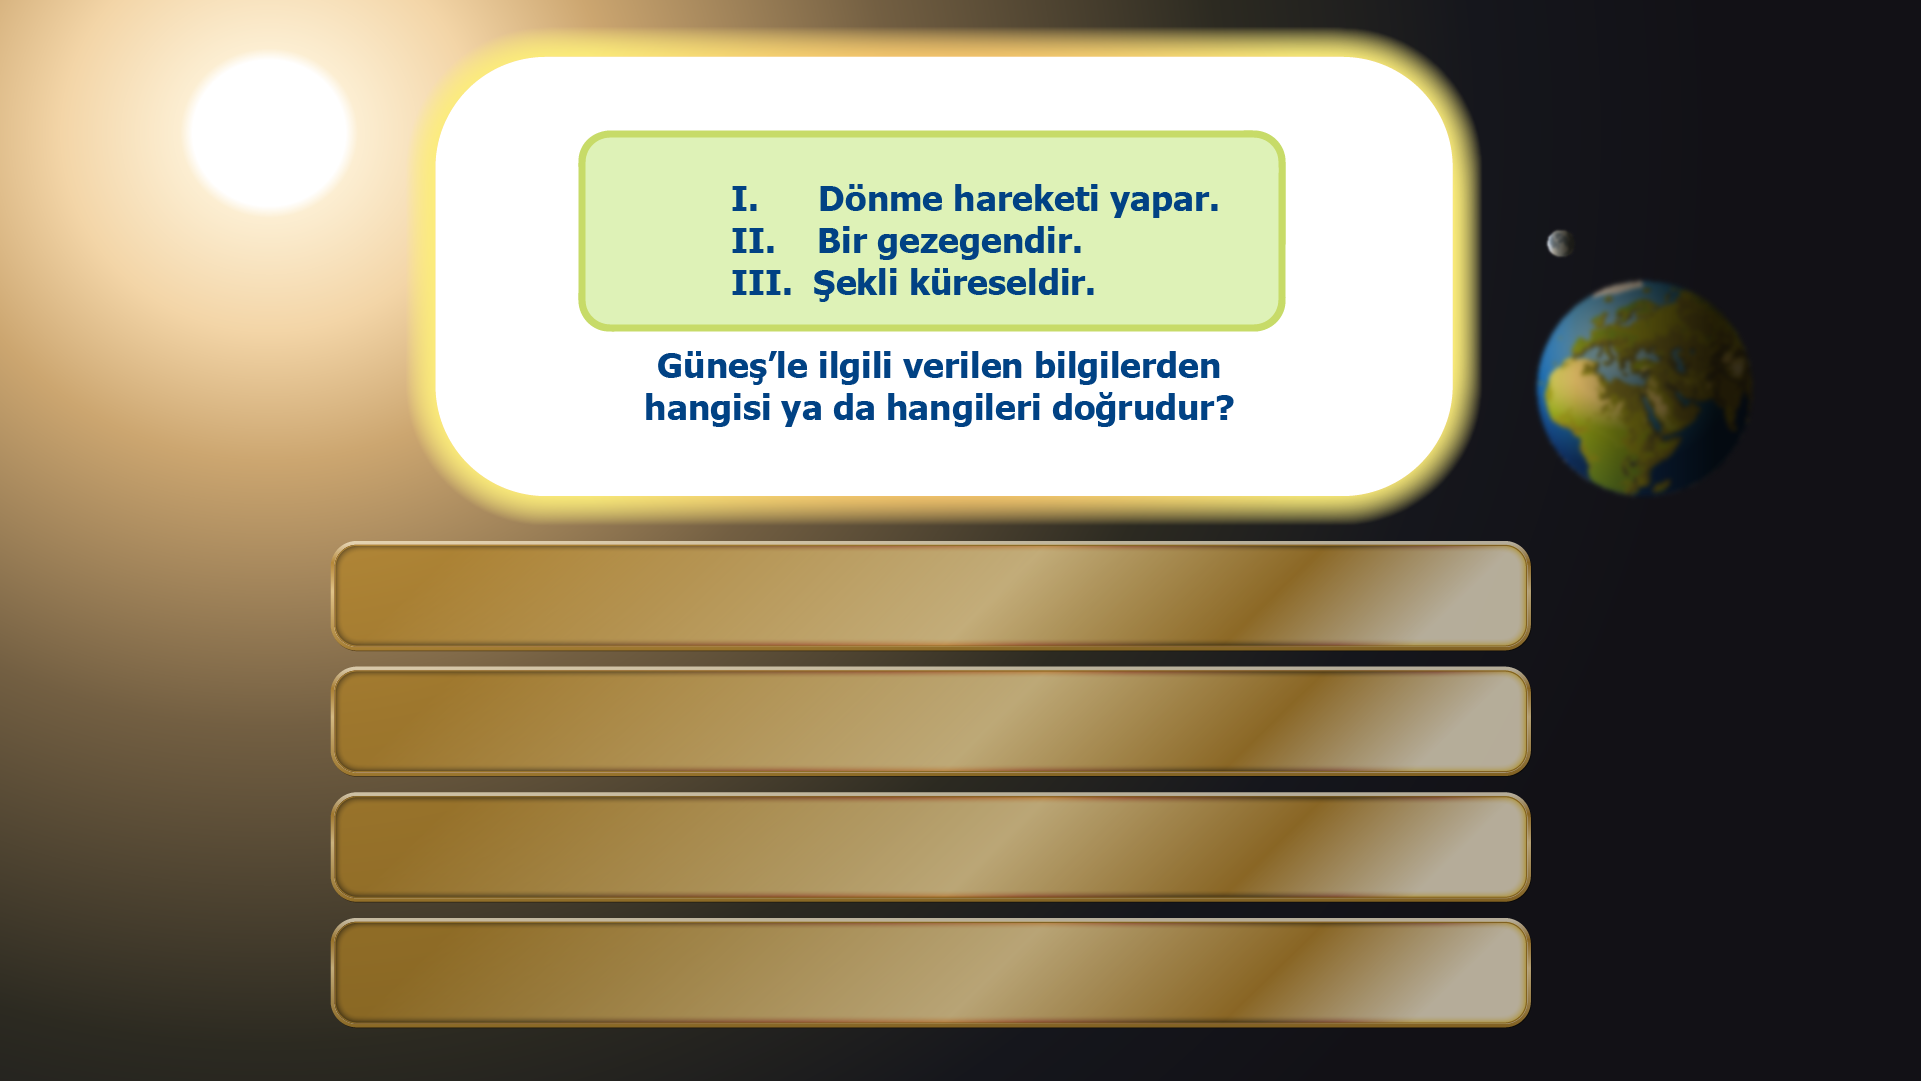 I. Dönme hareketi yapar.
II. Bir gezegendir.
III. Şekli küreseldir.
Güneş’le ilgili verilen bilgilerden
hangisi ya da hangileri doğrudur?